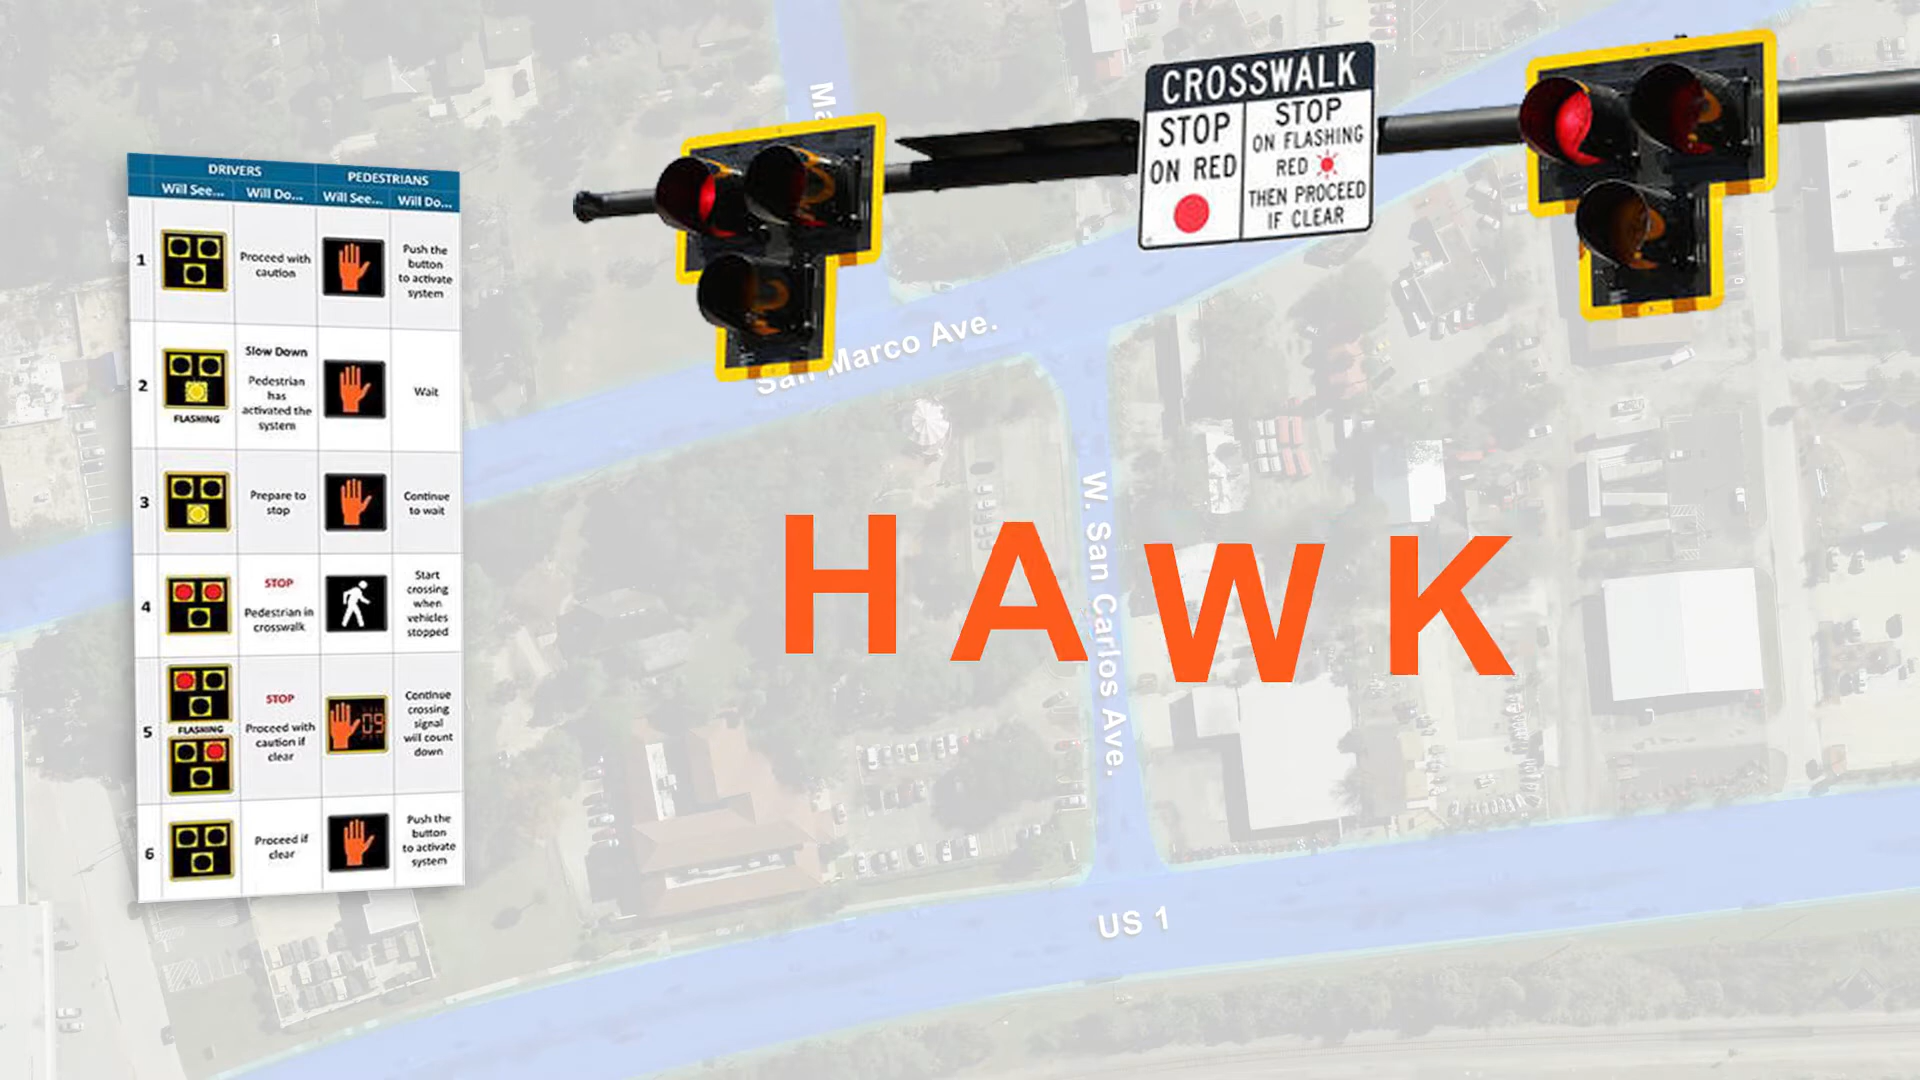 DRIVERS
PEDESTRIANS
Will See...
Will Do...
Will See...
Will Do...
1
Proceed with
caution
Push the
button
to activate
system
2
FLASHING
Slow Down
Pedestrian
has
activated the
system
Wait
3
Prepare to
stop
Continue
to wait
4
STOP
Pedestrian in
crosswalk
Start
crossing
when
vehicles
stopped
5
FLASHING
STOP
Proceed with
caution if
clear
09
Continue
crossing
signal
will count
down
6
Proceed if
clear
Push the
button
to activate
system
CROSSWALK
STOP
ON RED
STOP
ON FLASHING
RED
THEN PROCEED
IF CLEAR
San Marco Ave.
W. San Carlos Ave.
HAWK
US 1